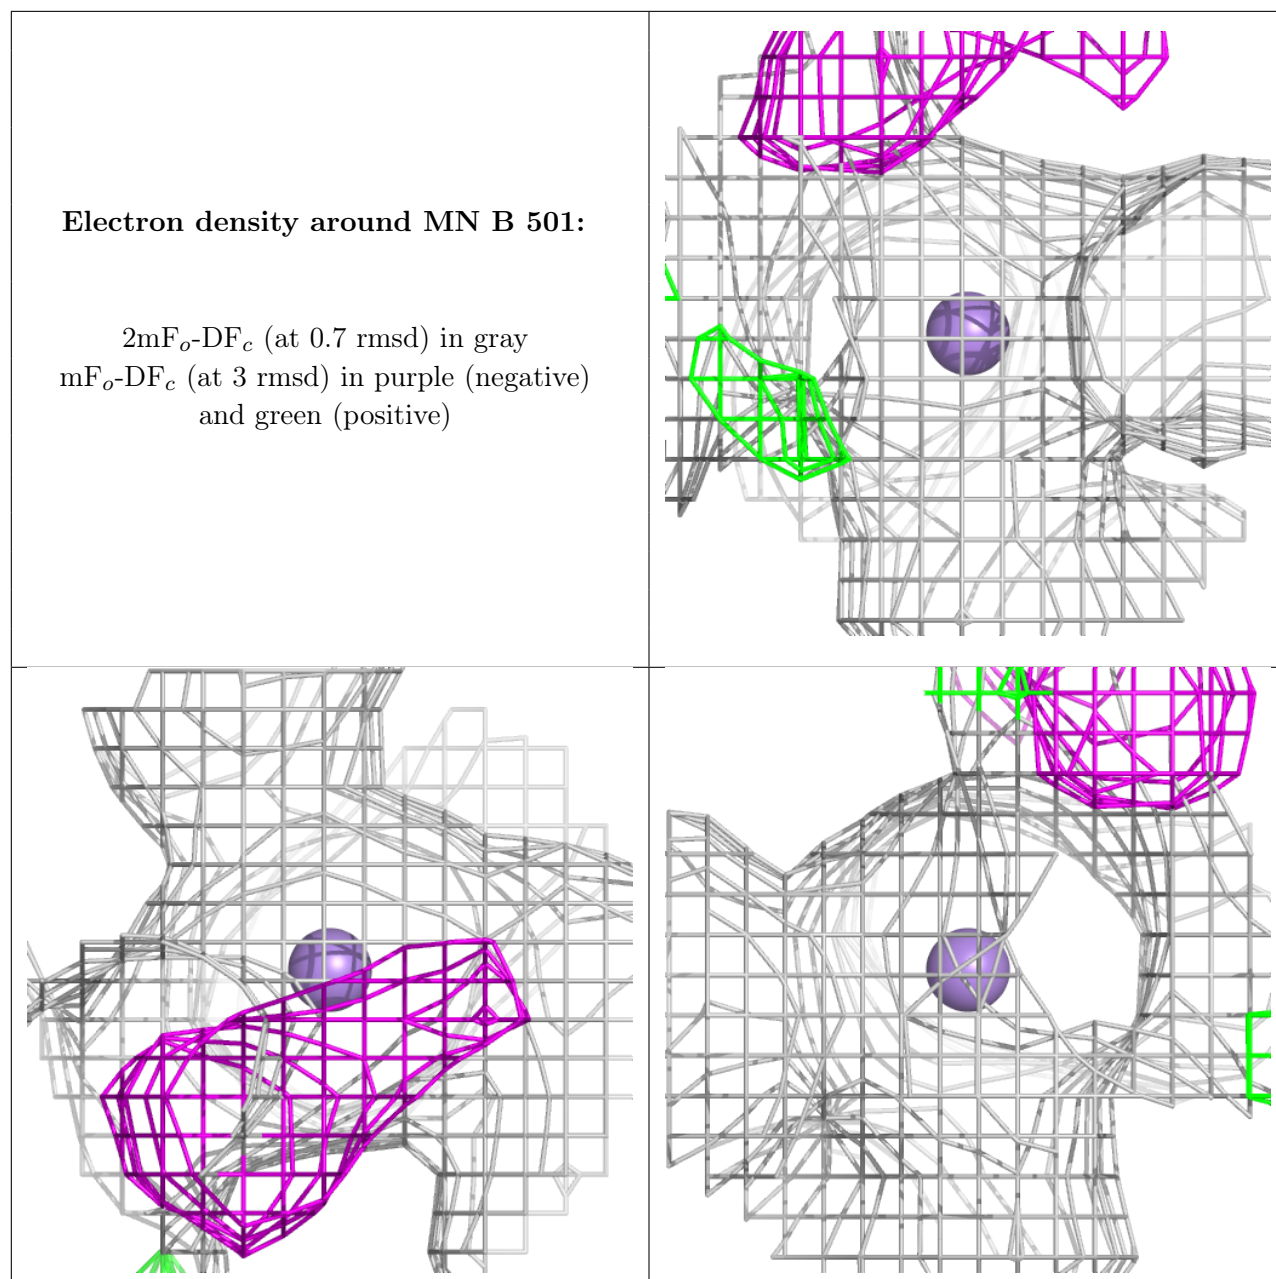 Electron density around MN B 501:
2mFo-DFc (at 0.7 rmsd) in gray
mFo-DFc (at 3 rmsd) in purple (negative)
and green (positive)